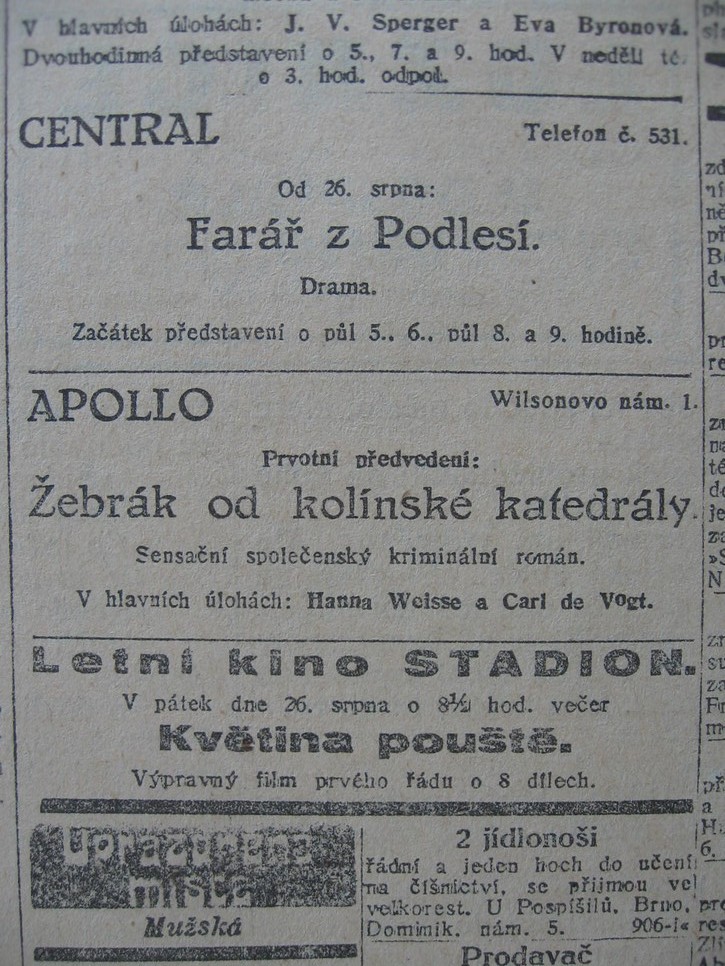 V hlavních úlohách: J. V. Sperger a Eva Byronová.
Dvouhodinná představení o 5., 7. a 9. hod. V neděli té.
o 3. hod. odpol.
CENTRAL Telefon č. 531.
Od 26. srpna:
Farář z Podlesí.
Drama.
Začátek představení o půl 5., 6., půl 8. a 9. hodině.
APOLLO Wilsonovo nám. 1.
Prvotní předvedení:
Žebrák od kolínské katedrály.
Sensační společenský kriminální román.
V hlavních úlohách: Hanna Weisse a Carl de Vogt.
Letní kino STADION.
V pátek dne 26. srpna o 8½ hod. večer
Květina pouště.
Výpravný film prvého řádu o 8 dílech.
Uprázdněná
místa
Mužská
2 jídlonoši
řádní a jeden hoch do učení
na číšnictví, se přijmou ve
velkorest. U Pospíšilů, Brno,
Dominik. nám. 5. 906-I«
Prodavač